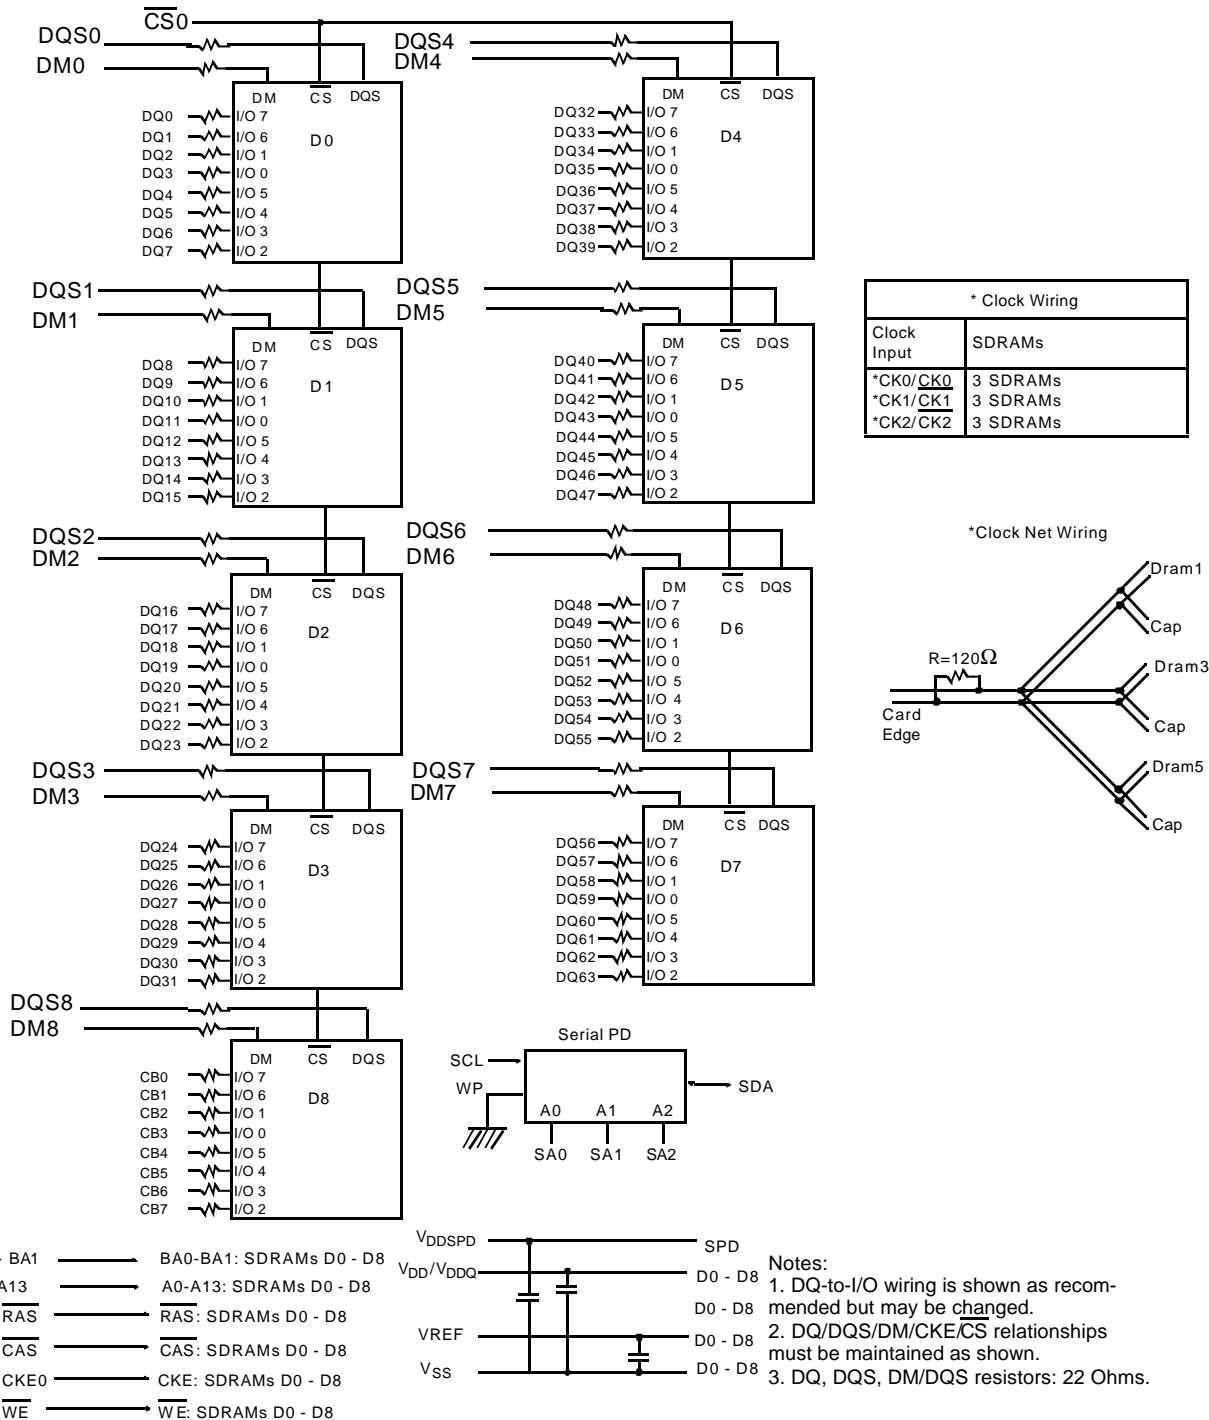 CS0
DQS0
DM0
DM CS DQS
D0
DQ0 I/O 7
DQ1 I/O 6
DQ2 I/O 1
DQ3 I/O 0
DQ4 I/O 5
DQ5 I/O 4
DQ6 I/O 3
DQ7 I/O 2
DQS1
DM1
DM CS DQS
D1
DQ8 I/O 7
DQ9 I/O 6
DQ10 I/O 1
DQ11 I/O 0
DQ12 I/O 5
DQ13 I/O 4
DQ14 I/O 3
DQ15 I/O 2
DQS2
DM2
DM CS DQS
D2
DQ16 I/O 7
DQ17 I/O 6
DQ18 I/O 1
DQ19 I/O 0
DQ20 I/O 5
DQ21 I/O 4
DQ22 I/O 3
DQ23 I/O 2
DQS3
DM3
DM CS DQS
D3
DQ24 I/O 7
DQ25 I/O 6
DQ26 I/O 1
DQ27 I/O 0
DQ28 I/O 5
DQ29 I/O 4
DQ30 I/O 3
DQ31 I/O 2
DQS8
DM8
DM CS DQS
D8
CB0 I/O 7
CB1 I/O 6
CB2 I/O 1
CB3 I/O 0
CB4 I/O 5
CB5 I/O 4
CB6 I/O 3
CB7 I/O 2
DQS4
DM4
DM CS DQS
D4
DQ32 I/O 7
DQ33 I/O 6
DQ34 I/O 1
DQ35 I/O 0
DQ36 I/O 5
DQ37 I/O 4
DQ38 I/O 3
DQ39 I/O 2
DQS5
DM5
DM CS DQS
D5
DQ40 I/O 7
DQ41 I/O 6
DQ42 I/O 1
DQ43 I/O 0
DQ44 I/O 5
DQ45 I/O 4
DQ46 I/O 3
DQ47 I/O 2
DQS6
DM6
DM CS DQS
D6
DQ48 I/O 7
DQ49 I/O 6
DQ50 I/O 1
DQ51 I/O 0
DQ52 I/O 5
DQ53 I/O 4
DQ54 I/O 3
DQ55 I/O 2
DQS7
DM7
DM CS DQS
D7
DQ56 I/O 7
DQ57 I/O 6
DQ58 I/O 1
DQ59 I/O 0
DQ60 I/O 5
DQ61 I/O 4
DQ62 I/O 3
DQ63 I/O 2
* Clock Wiring
Clock Input SDRAMs
*CK0/CK0 3 SDRAMs
*CK1/CK1 3 SDRAMs
*CK2/CK2 3 SDRAMs
*Clock Net Wiring
Dram1
Cap
R=120Ω
Dram3
Card
Edge
Cap
Dram5
Cap
Serial PD
SCL
WP
SDA
A0 A1 A2
SA0 SA1 SA2
- BA1 BA0-BA1: SDRAMs D0 - D8
A13 A0-A13: SDRAMs D0 - D8
RAS RAS: SDRAMs D0 - D8
CAS CAS: SDRAMs D0 - D8
CKE0 CKE: SDRAMs D0 - D8
WE WE: SDRAMs D0 - D8
VDDSPD SPD
VDD/VDDQ D0 - D8
D0 - D8
VREF D0 - D8
VSS D0 - D8
Notes:
1. DQ-to-I/O wiring is shown as recom-
mended but may be changed.
2. DQ/DQS/DM/CKE/CS relationships
must be maintained as shown.
3. DQ, DQS, DM/DQS resistors: 22 Ohms.